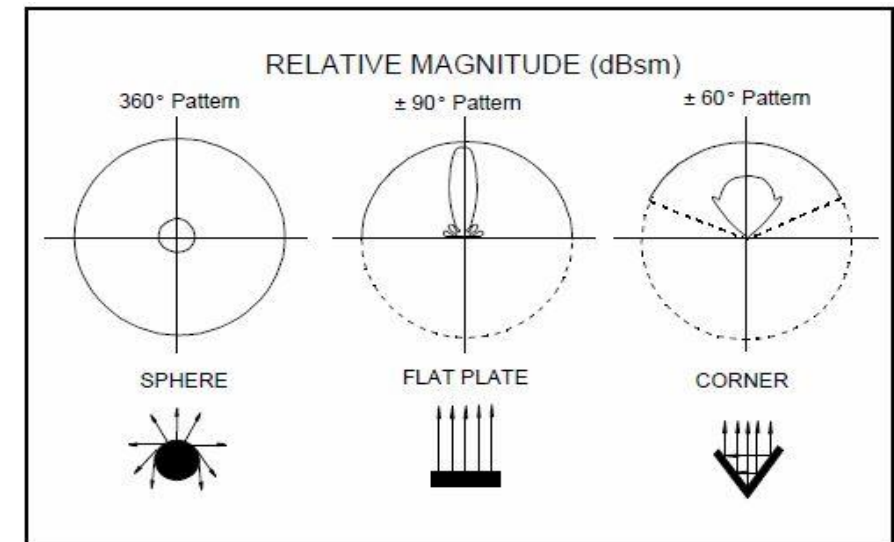 RELATIVE MAGNITUDE (dBsm)
360° Pattern
± 90° Pattern
± 60° Pattern
SPHERE
FLAT PLATE
CORNER